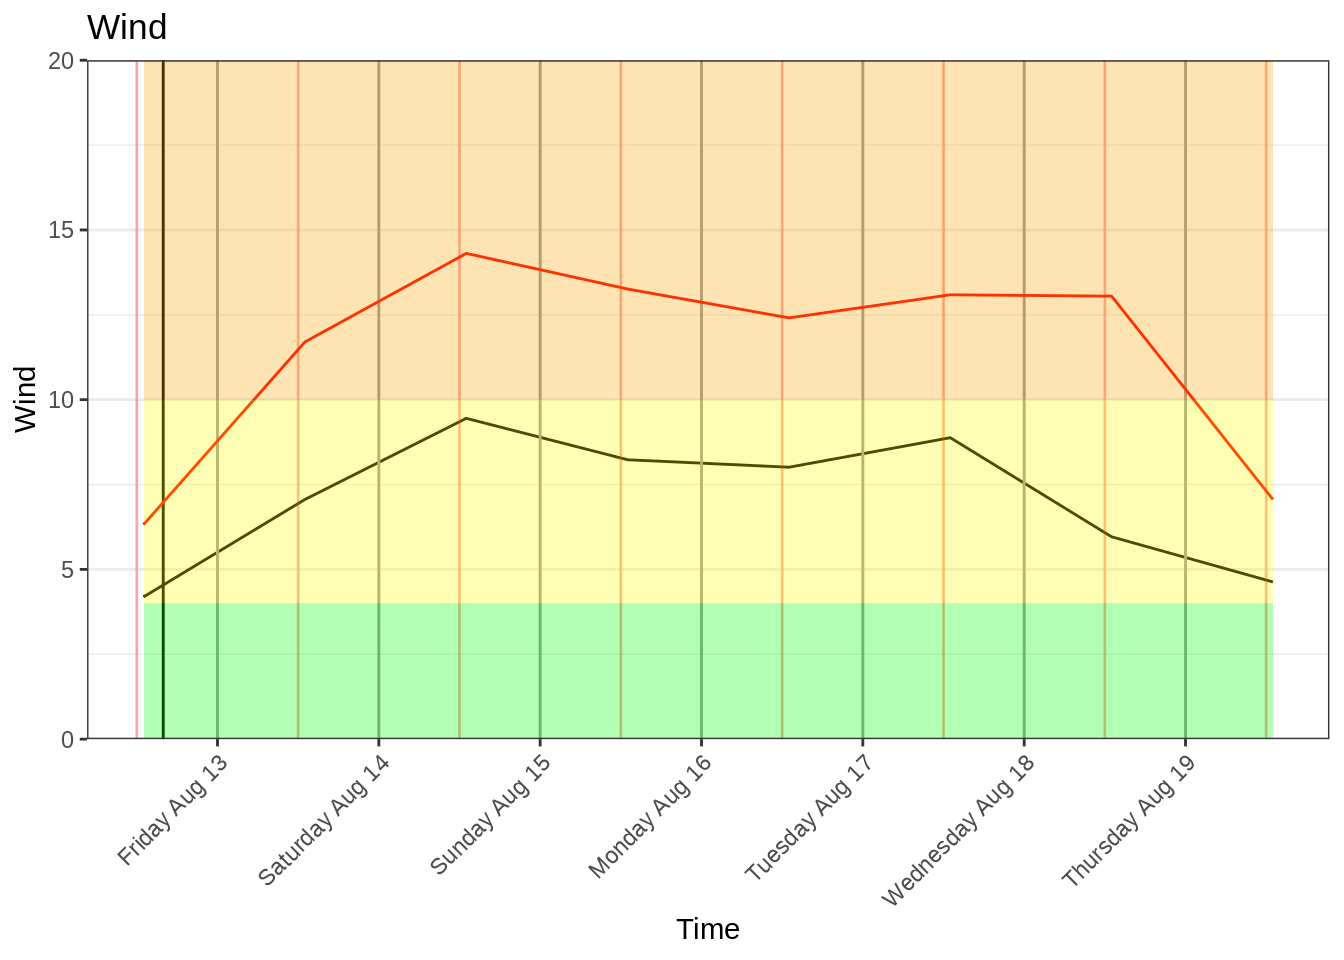 Wind
20
15
10
5
0
Wind
Friday Aug 13
Saturday Aug 14
Sunday Aug 15
Monday Aug 16
Tuesday Aug 17
Wednesday Aug 18
Thursday Aug 19
Time